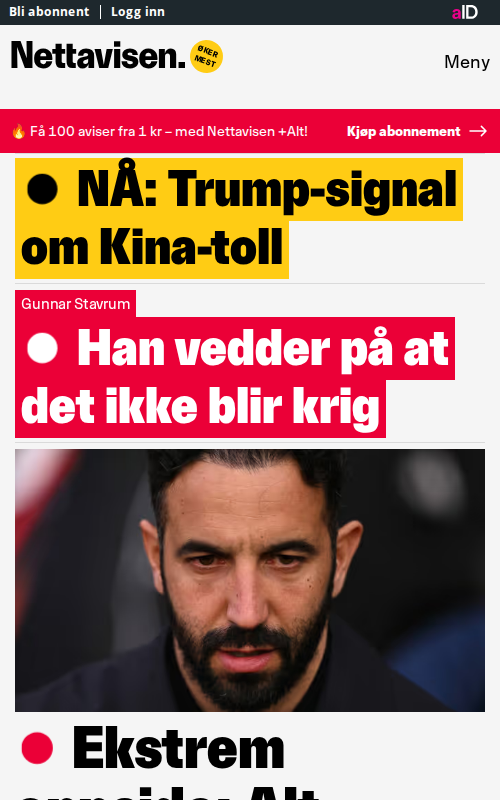 Bli abonnent | Logg inn
aID
Nettavisen.
ØKER
MEST
Meny
Få 100 aviser fra 1 kr – med Nettavisen +Alt!
Kjøp abonnement →
NÅ: Trump-signal
om Kina-toll
Gunnar Stavrum
Han vedder på at
det ikke blir krig
Ekstrem